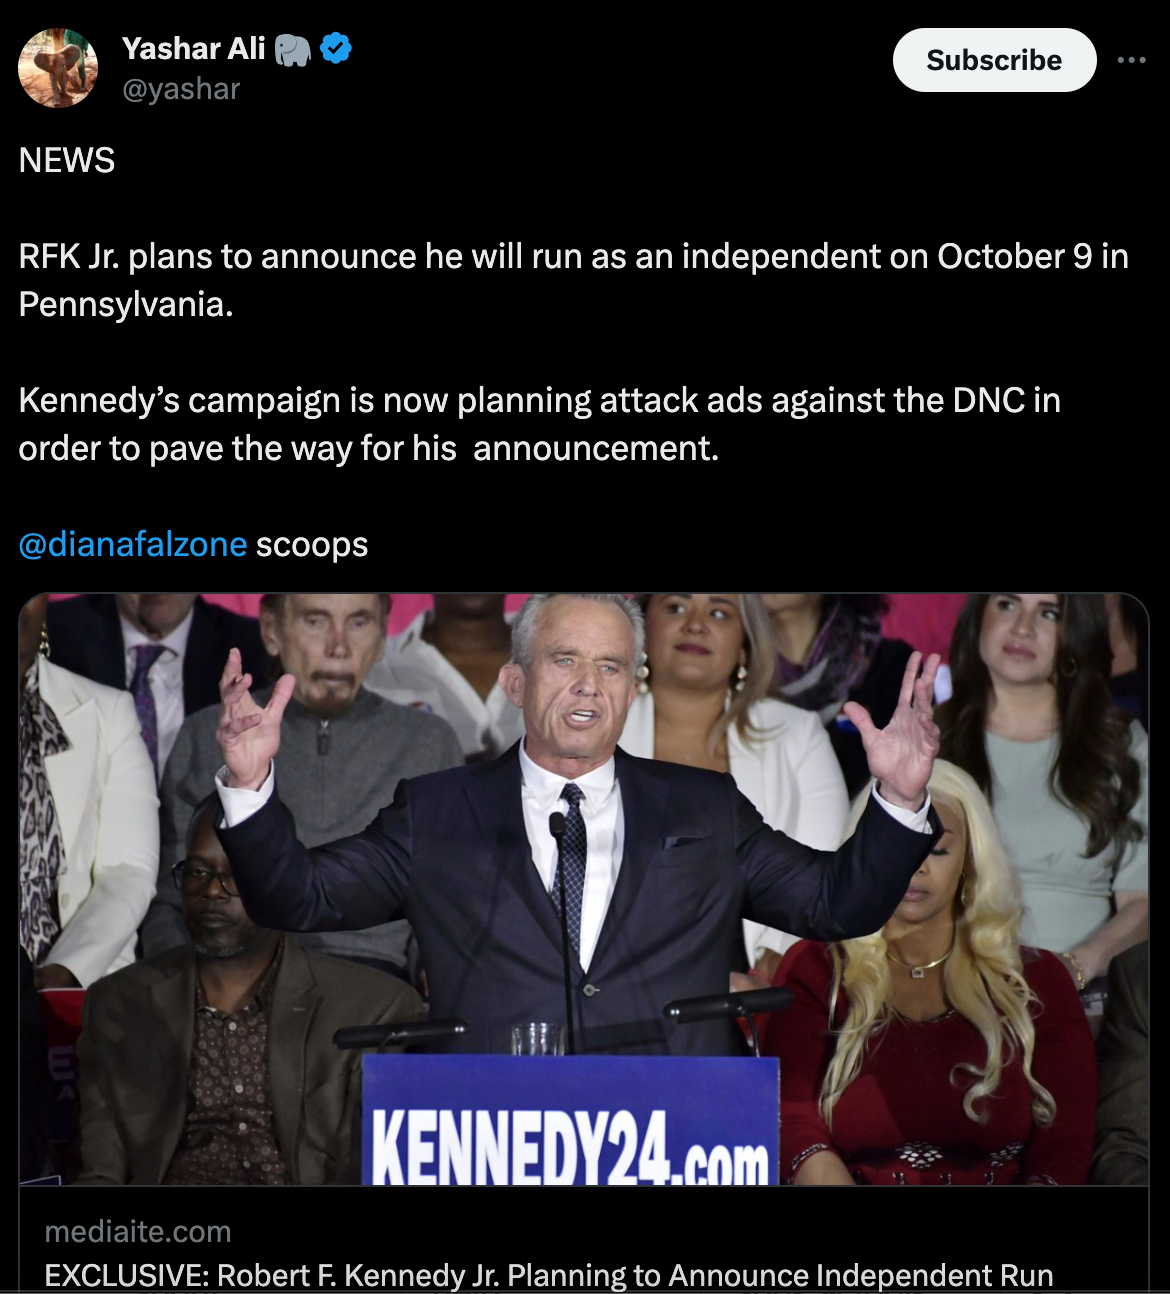 Yashar Ali
@yashar
Subscribe
NEWS
RFK Jr. plans to announce he will run as an independent on October 9 in
Pennsylvania.
Kennedy’s campaign is now planning attack ads against the DNC in
order to pave the way for his  announcement.
@dianafalzone scoops
KENNEDY24.com
mediaite.com
EXCLUSIVE: Robert F. Kennedy Jr. Planning to Announce Independent Run